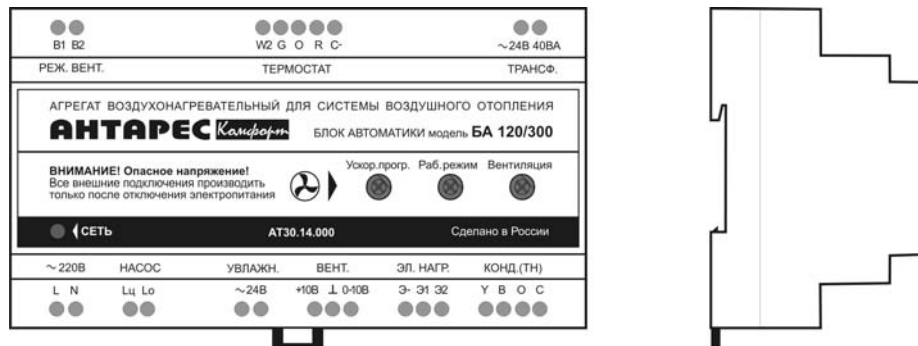 B1 B2 W2 G O R C- ~24В 40ВА
РЕЖ. ВЕНТ. ТЕРМОСТАТ ТРАНСФ.
АГРЕГАТ ВОЗДУХОНАГРЕВАТЕЛЬНЫЙ ДЛЯ СИСТЕМЫ ВОЗДУШНОГО ОТОПЛЕНИЯ
АНТАРЕС Комфорт БЛОК АВТОМАТИКИ модель БА 120/300
ВНИМАНИЕ! Опасное напряжение!
Все внешние подключения производить
только после отключения электропитания
Ускор.прогр. Раб.режим Вентиляция
СЕТЬ АТ30.14.000 Сделано в России
~220В НАСОС УВЛАЖН. ВЕНТ. ЭЛ. НАГР. КОНД.(ТН)
L N Lц Lo ~24В +10В ⊥ 0-10В Э- Э1 Э2 Y B O C